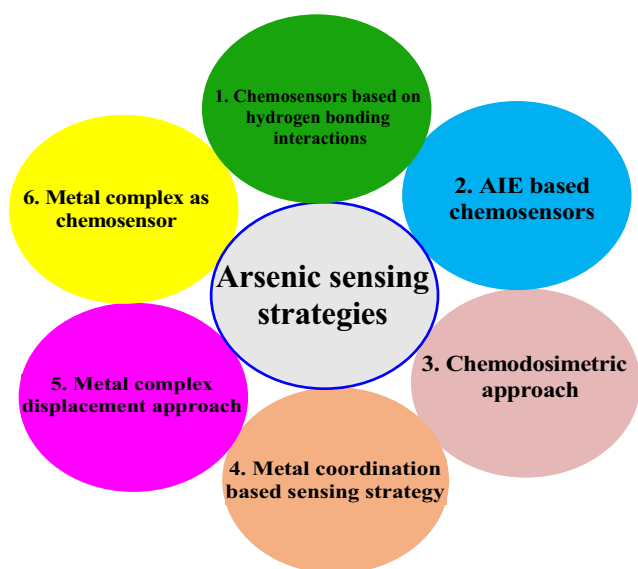 1. Chemosensors based on
hydrogen bonding
interactions
2. AIE based
chemosensors
3. Chemodosimetric
approach
4. Metal coordination
based sensing strategy
5. Metal complex
displacement approach
6. Metal complex as
chemosensor
Arsenic sensing
strategies